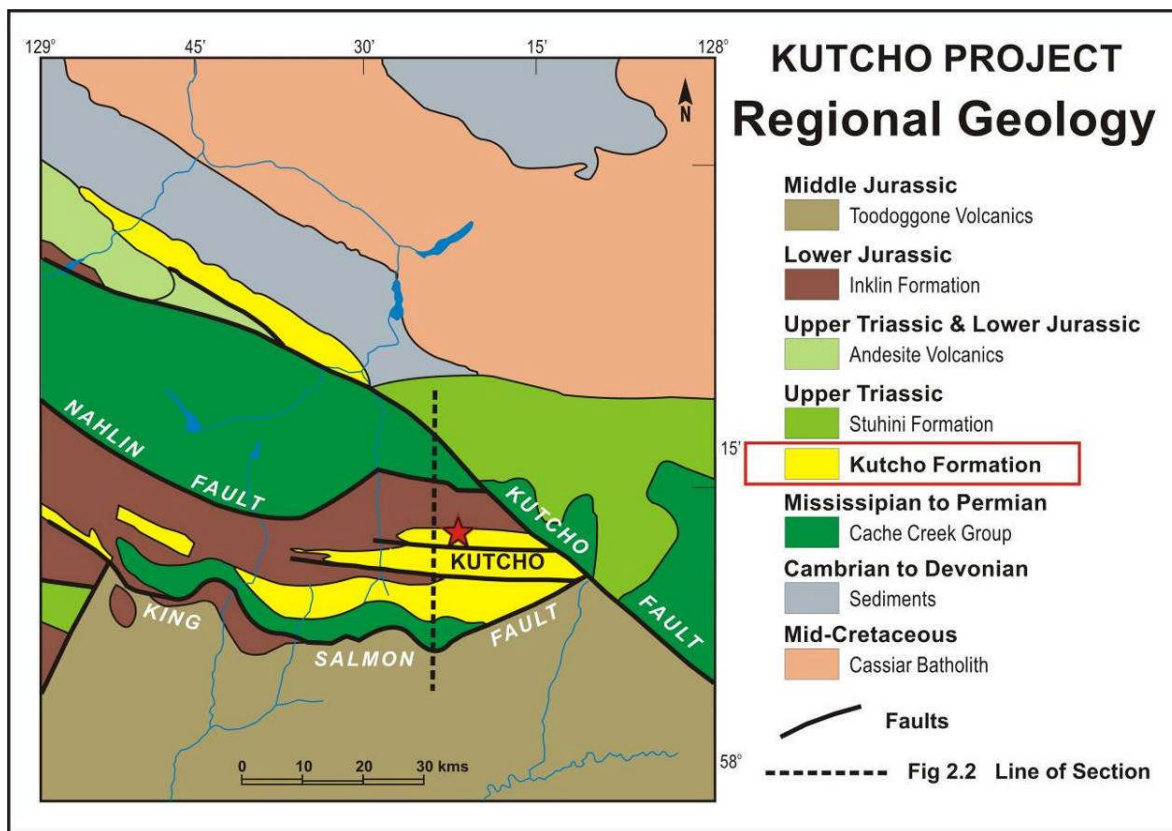 129°
45'
30'
15'
128°
N
NAHLIN
FAULT
KUTCHO
FAULT
KUTCHO
KING
SALMON
FAULT
15'
58°
0 10 20 30 kms
KUTCHO PROJECT
Regional Geology
Middle Jurassic
Toodoggone Volcanics
Lower Jurassic
Inklin Formation
Upper Triassic & Lower Jurassic
Andesite Volcanics
Upper Triassic
Stuhini Formation
Kutcho Formation
Mississipian to Permian
Cache Creek Group
Cambrian to Devonian
Sediments
Mid-Cretaceous
Cassiar Batholith
Faults
Fig 2.2 Line of Section